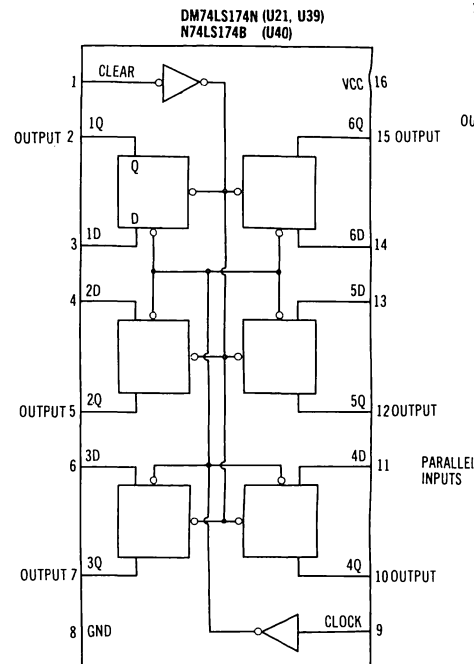 DM74LS174N (U21, U39)
N74LS174B (U40)
1 CLEAR VCC 16
OUTPUT 2 1Q 6Q 15 OUTPUT
Q
D
3 1D 6D 14
4 2D 5D 13
OUTPUT 5 2Q 5Q 12 OUTPUT
6 3D 4D 11 PARALLEL
INPUTS
OUTPUT 7 3Q 4Q 10 OUTPUT
8 GND CLOCK 9